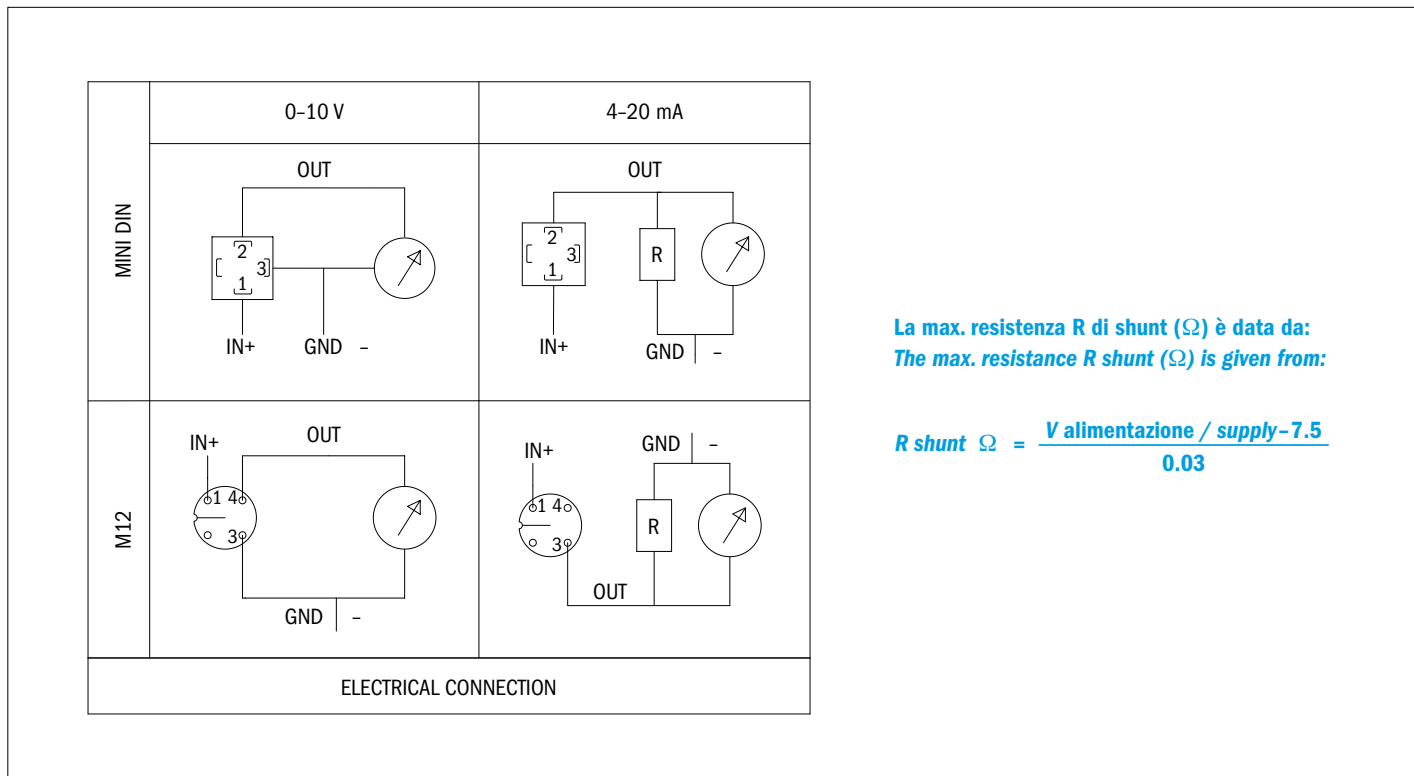 0–10 V
4–20 mA
MINI DIN
OUT
2
3
1
IN+
GND –
OUT
2
3
1
R
IN+
GND –
M12
IN+
OUT
1 4
3
GND –
GND –
IN+
1 4
3
R
OUT
ELECTRICAL CONNECTION
La max. resistenza R di shunt (Ω) è data da:
The max. resistance R shunt (Ω) is given from:
R shunt Ω = V alimentazione / supply–7.5
0.03